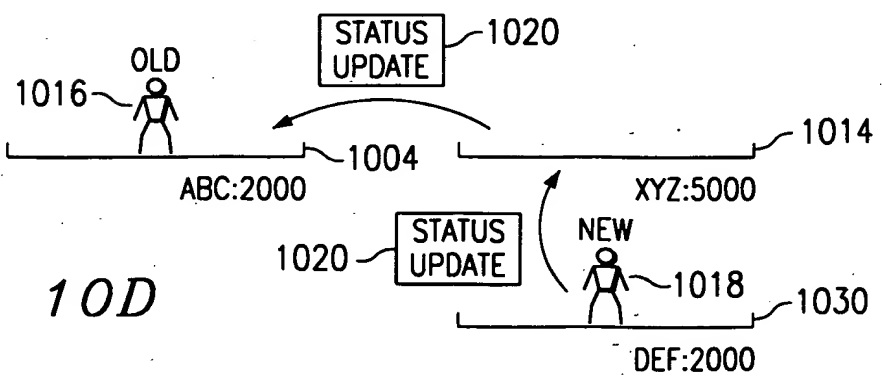 STATUS
UPDATE
1020
OLD
1016
1004
ABC:2000
1014
XYZ:5000
STATUS
UPDATE
1020
NEW
1018
1030
DEF:2000
10D